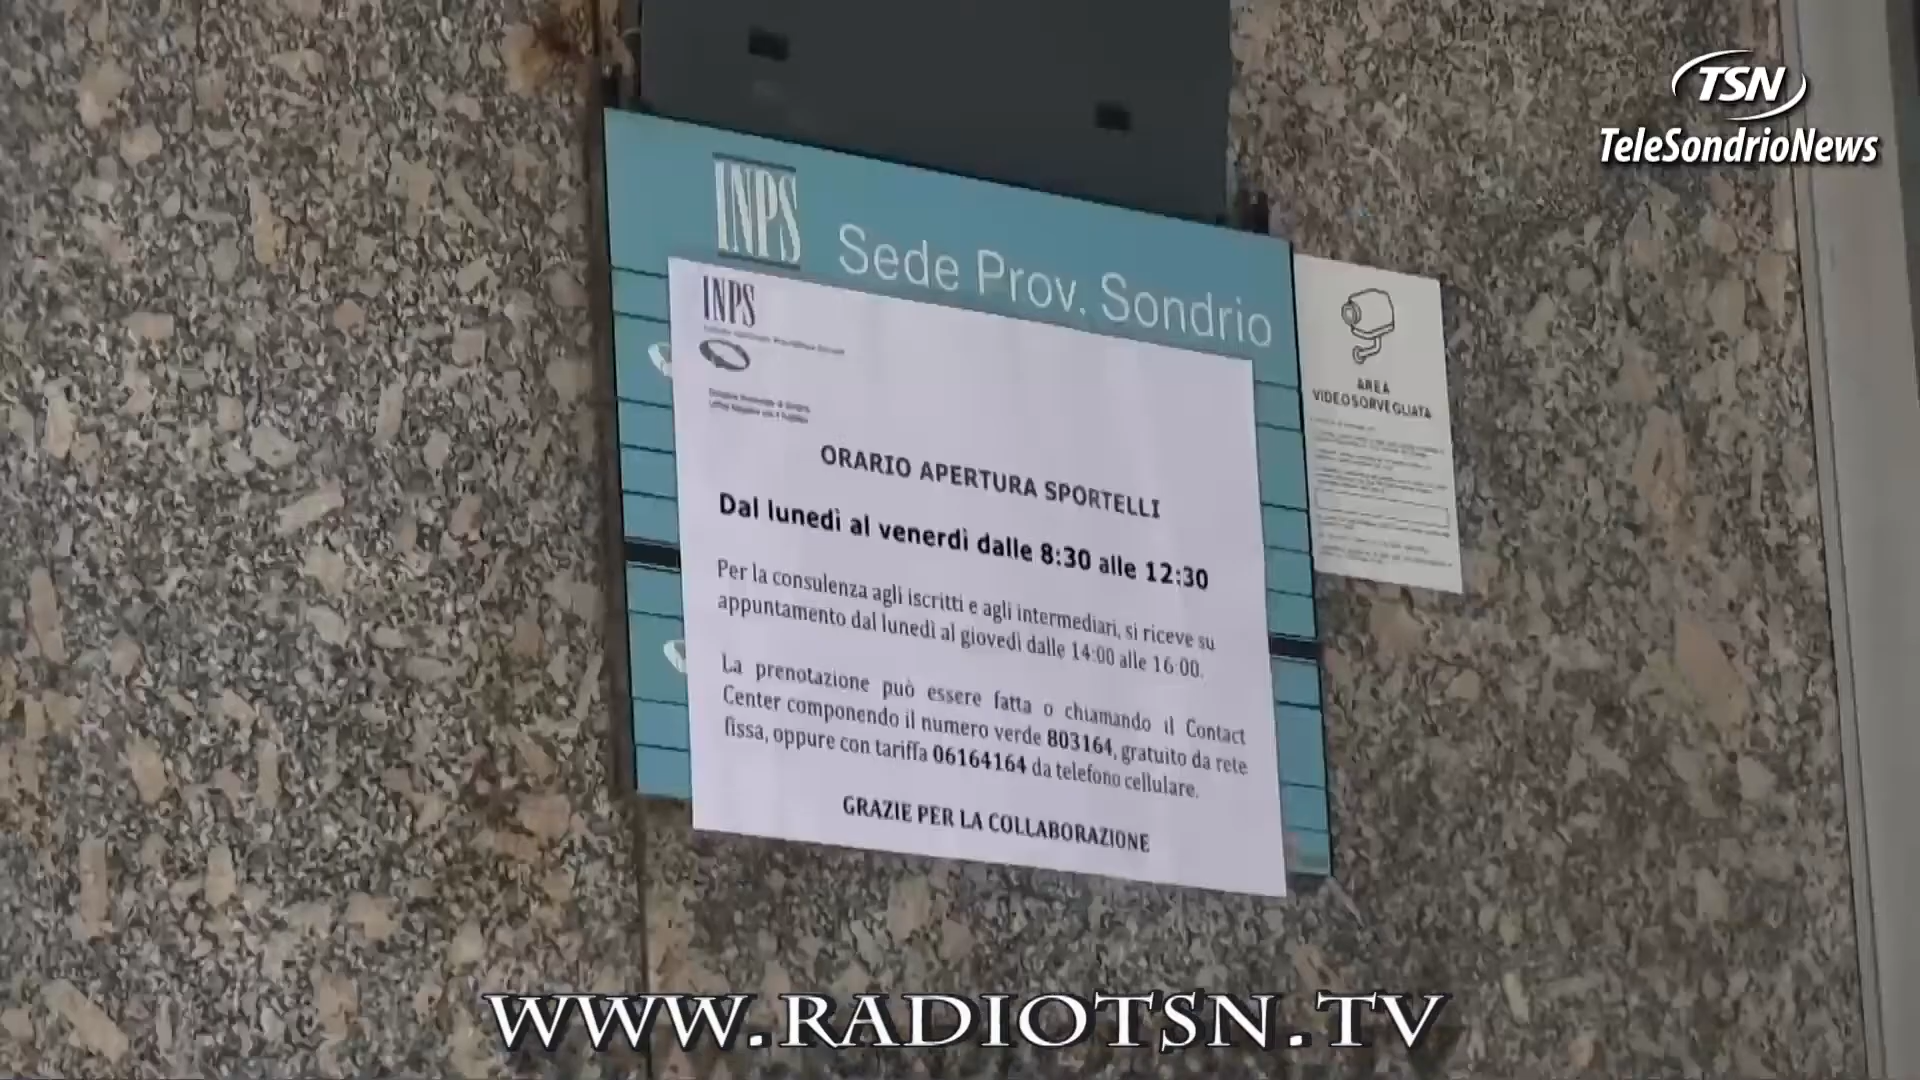 TSN
TeleSondrioNews
INPS
Sede Prov. Sondrio
INPS
ORARIO APERTURA SPORTELLI
Dal lunedì al venerdì dalle 8:30 alle 12:30
Per la consulenza agli iscritti e agli intermediari, si riceve su
appuntamento dal lunedì al giovedì dalle 14:00 alle 16:00.
La prenotazione può essere fatta o chiamando il Contact
Center componendo il numero verde 803164, gratuito da rete
fissa, oppure con tariffa 06164164 da telefono cellulare.
GRAZIE PER LA COLLABORAZIONE
AREA
VIDEOSORVEGLIATA
WWW.RADIOTSN.TV